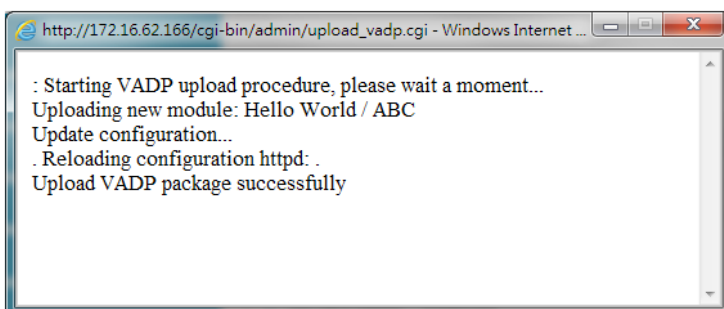 http://172.16.62.166/cgi-bin/admin/upload_vadp.cgi - Windows Internet ...
: Starting VADP upload procedure, please wait a moment...
Uploading new module: Hello World / ABC
Update configuration...
. Reloading configuration httpd: .
Upload VADP package successfully